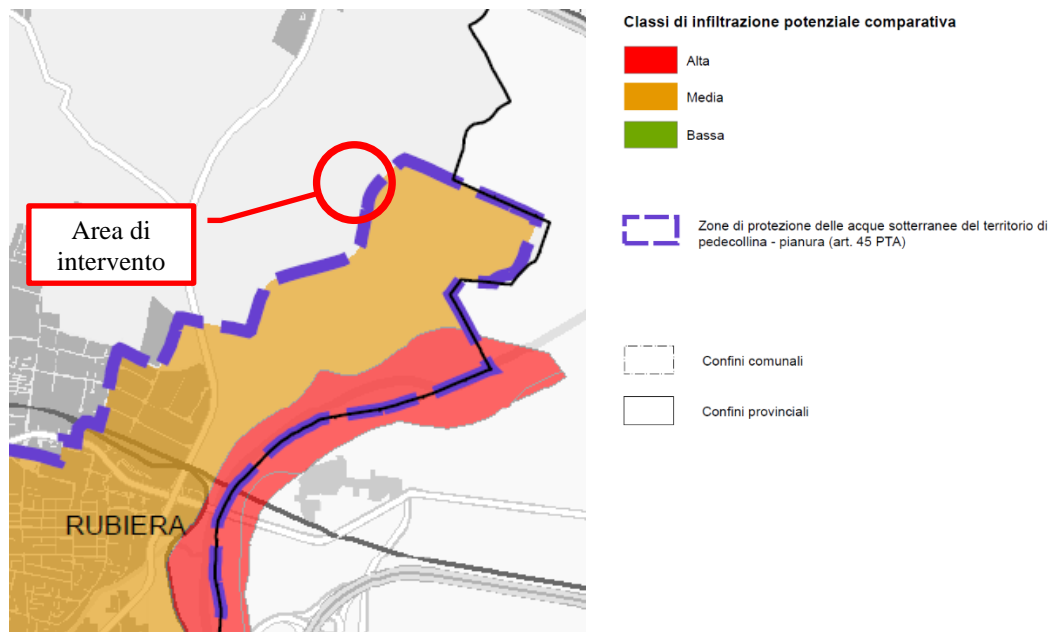 Area di
intervento
RUBIERA
Classi di infiltrazione potenziale comparativa
Alta
Media
Bassa
Zone di protezione delle acque sotterranee del territorio di
pedecollina - pianura (art. 45 PTA)
Confini comunali
Confini provinciali